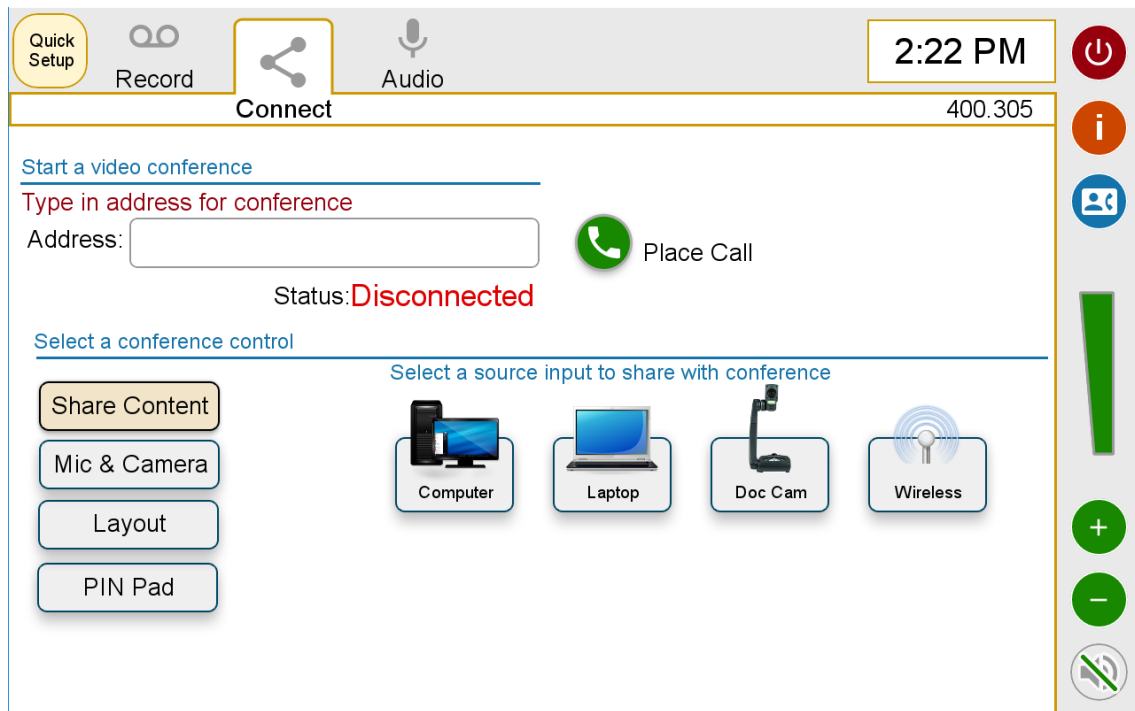 Quick
Setup
Record
Connect
Audio
2:22 PM
400.305
Start a video conference
Type in address for conference
Address:
Place Call
Status:Disconnected
Select a conference control
Select a source input to share with conference
Share Content
Mic & Camera
Layout
PIN Pad
Computer
Laptop
Doc Cam
Wireless